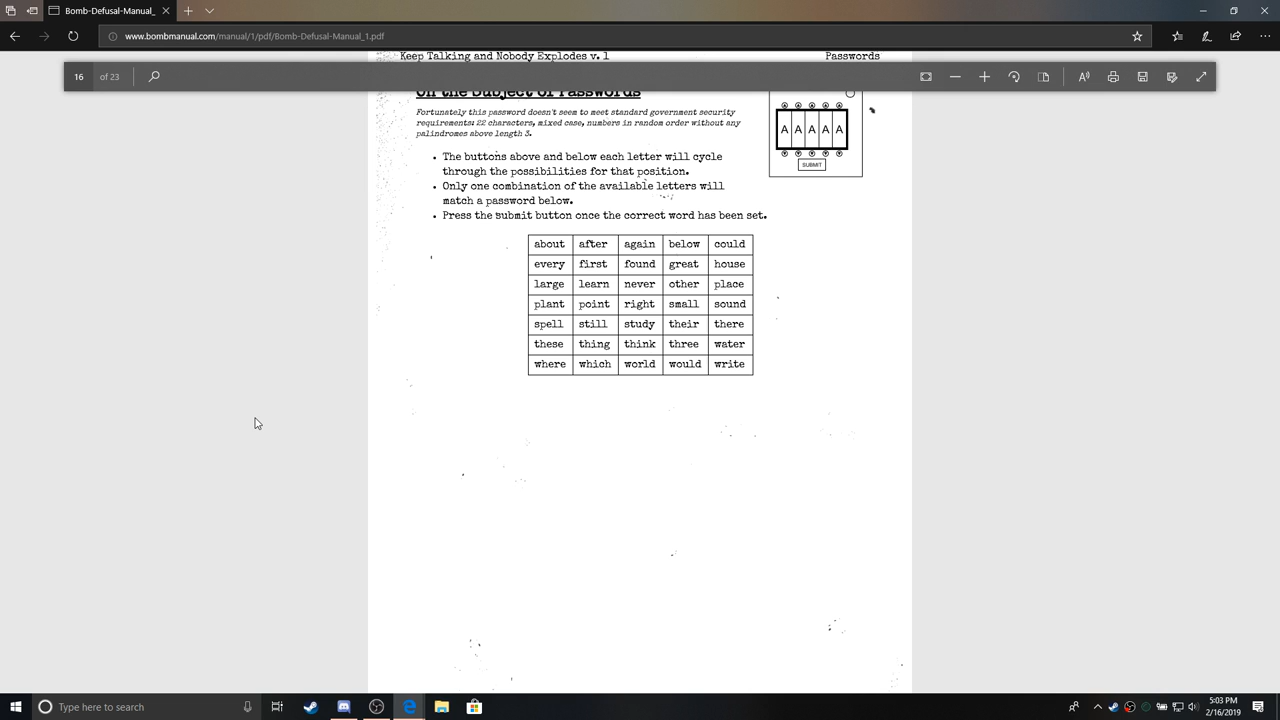 Bomb-Defusal-Manual_
www.bombmanual.com/manual/1/pdf/Bomb-Defusal-Manual_1.pdf
Keep Talking and Nobody Explodes v. 1
Passwords
16 of 23
On the Subject of Passwords
Fortunately this password doesn't seem to meet standard government security
requirements: 22 characters, mixed case, numbers in random order without any
palindromes above length 3.
• The buttons above and below each letter will cycle
through the possibilities for that position.
• Only one combination of the available letters will
match a password below.
• Press the submit button once the correct word has been set.
A A A A A
SUBMIT
about after again below could
every first found great house
large learn never other place
plant point right small sound
spell still study their there
these thing think three water
where which world would write
Type here to search
5:03 PM
2/16/2019